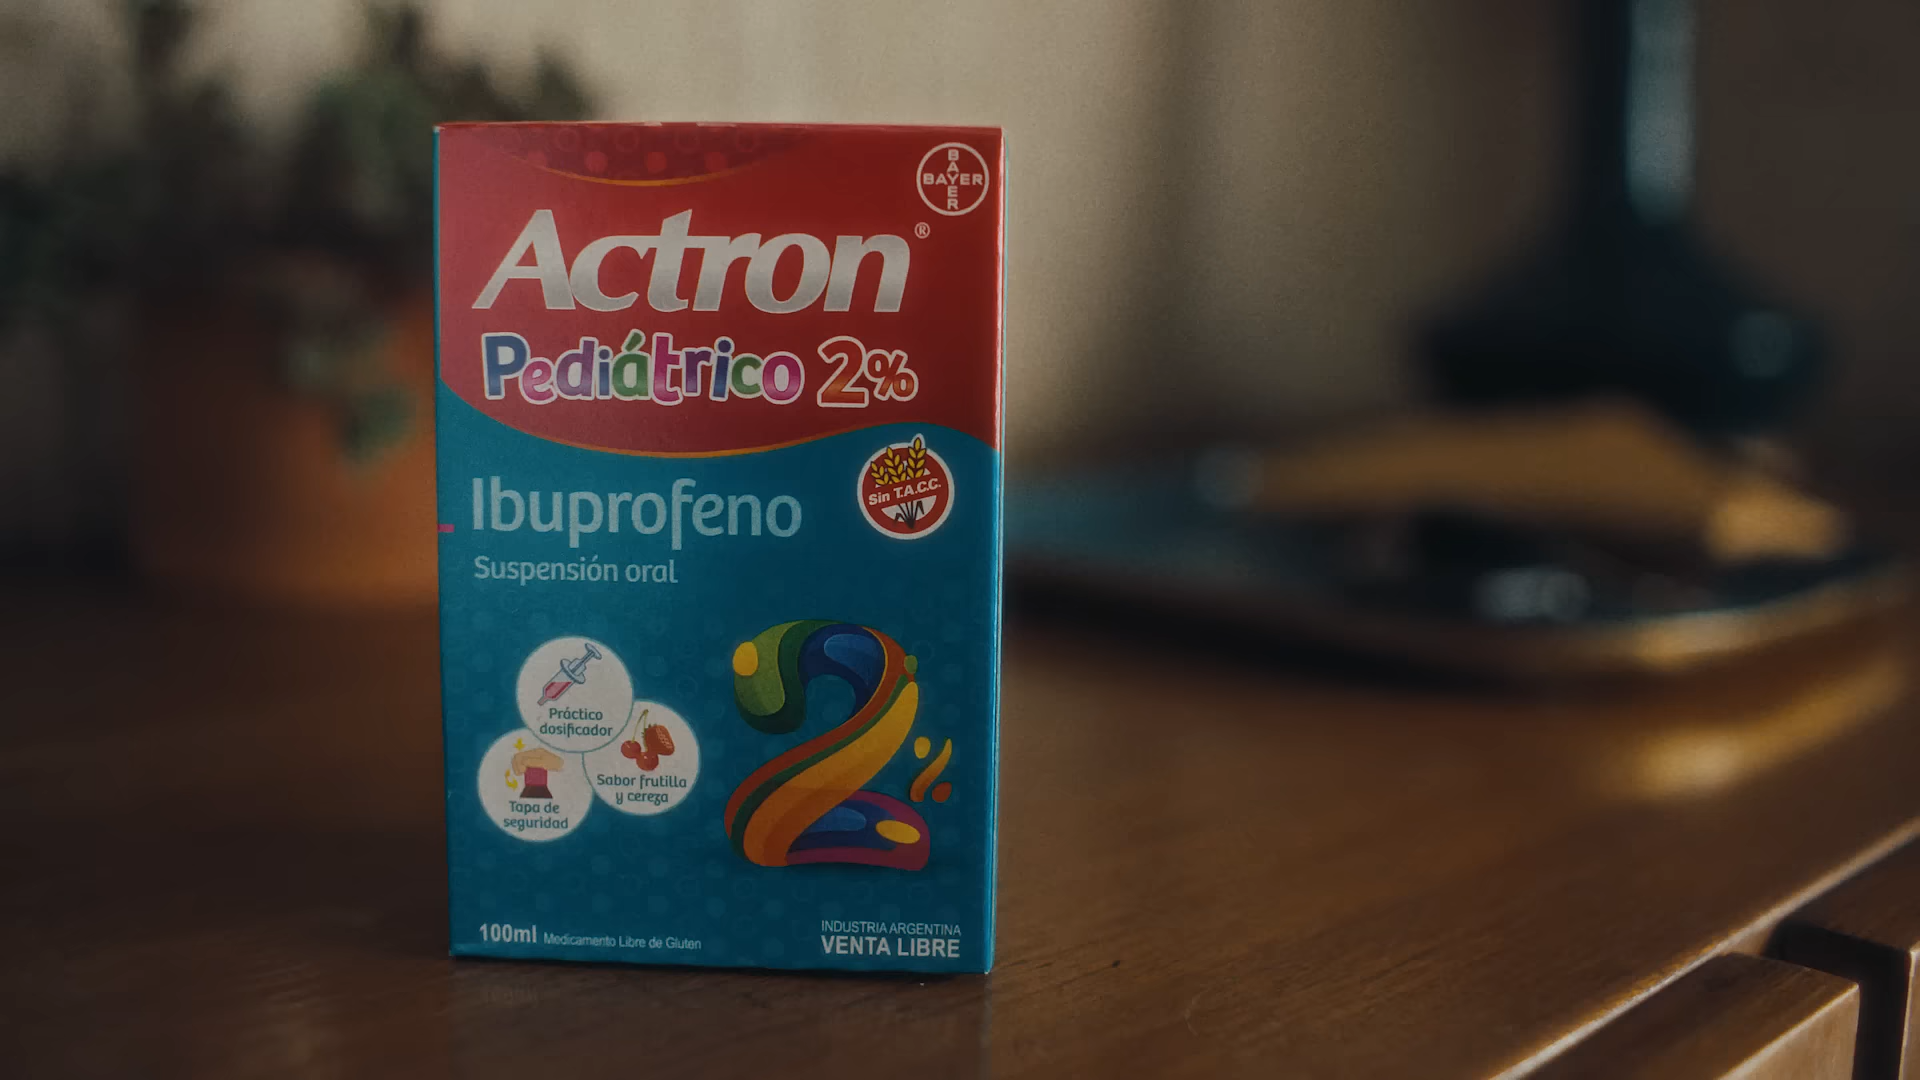 BAYER
BAYER
Actron®
Pediátrico 2%
Ibuprofeno
Sin T.A.C.C.
Suspensión oral
Práctico
dosificador
Sabor frutilla
y cereza
Tapa de
seguridad
2%
100ml Medicamento Libre de Gluten
INDUSTRIA ARGENTINA
VENTA LIBRE